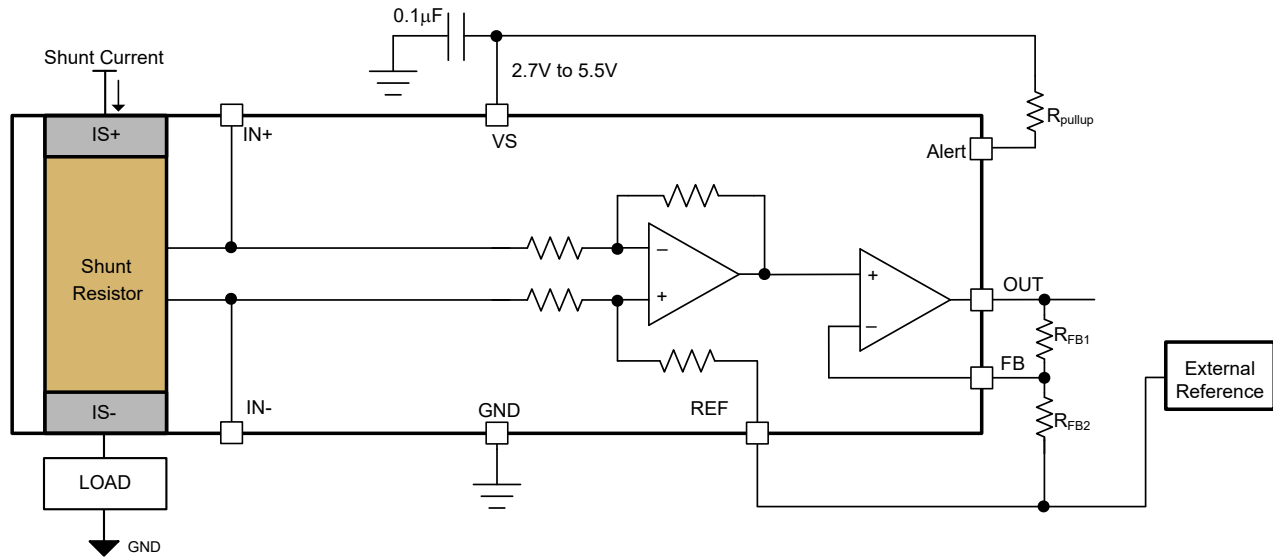 0.1μF
Shunt Current
2.7V to 5.5V
IS+
IN+
VS
Rpullup
Alert
−
+
Shunt
Resistor
+
−
OUT
RFB1
FB
External
Reference
IS-
IN-
GND
REF
RFB2
LOAD
GND